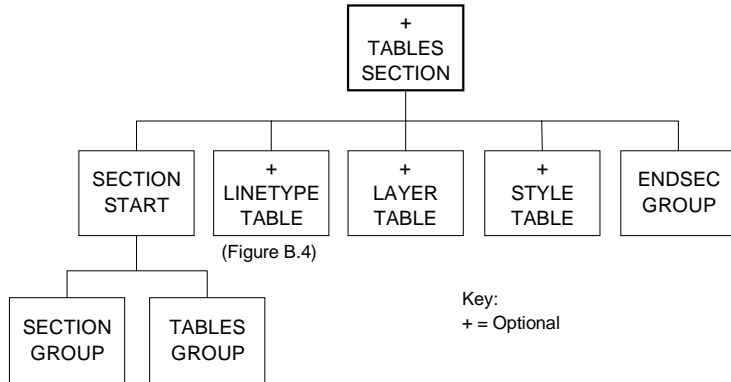 +
TABLES
SECTION
SECTION
START
+
LINETYPE
TABLE
+
LAYER
TABLE
+
STYLE
TABLE
ENDSEC
GROUP
(Figure B.4)
SECTION
GROUP
TABLES
GROUP
Key:
+ = Optional